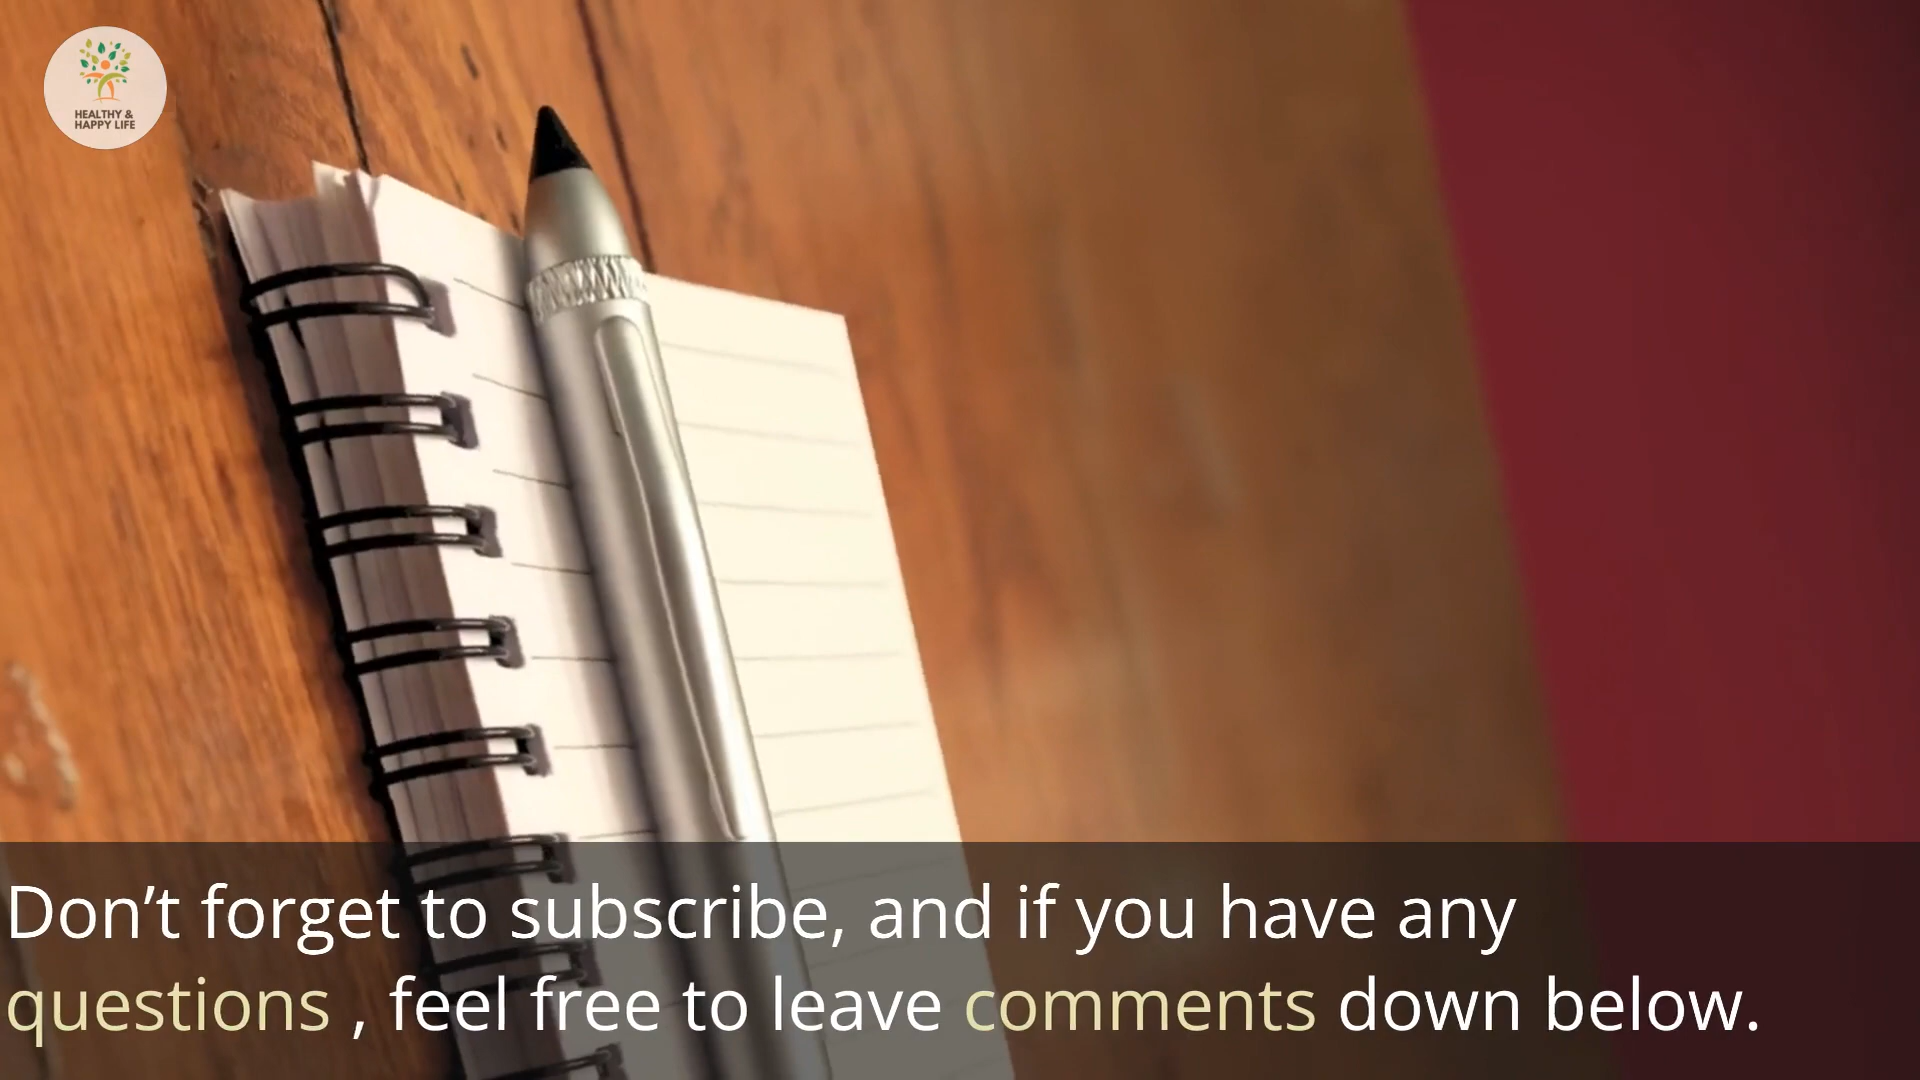 HEALTHY &
HAPPY LIFE
Don’t forget to subscribe, and if you have any
questions , feel free to leave comments down below.